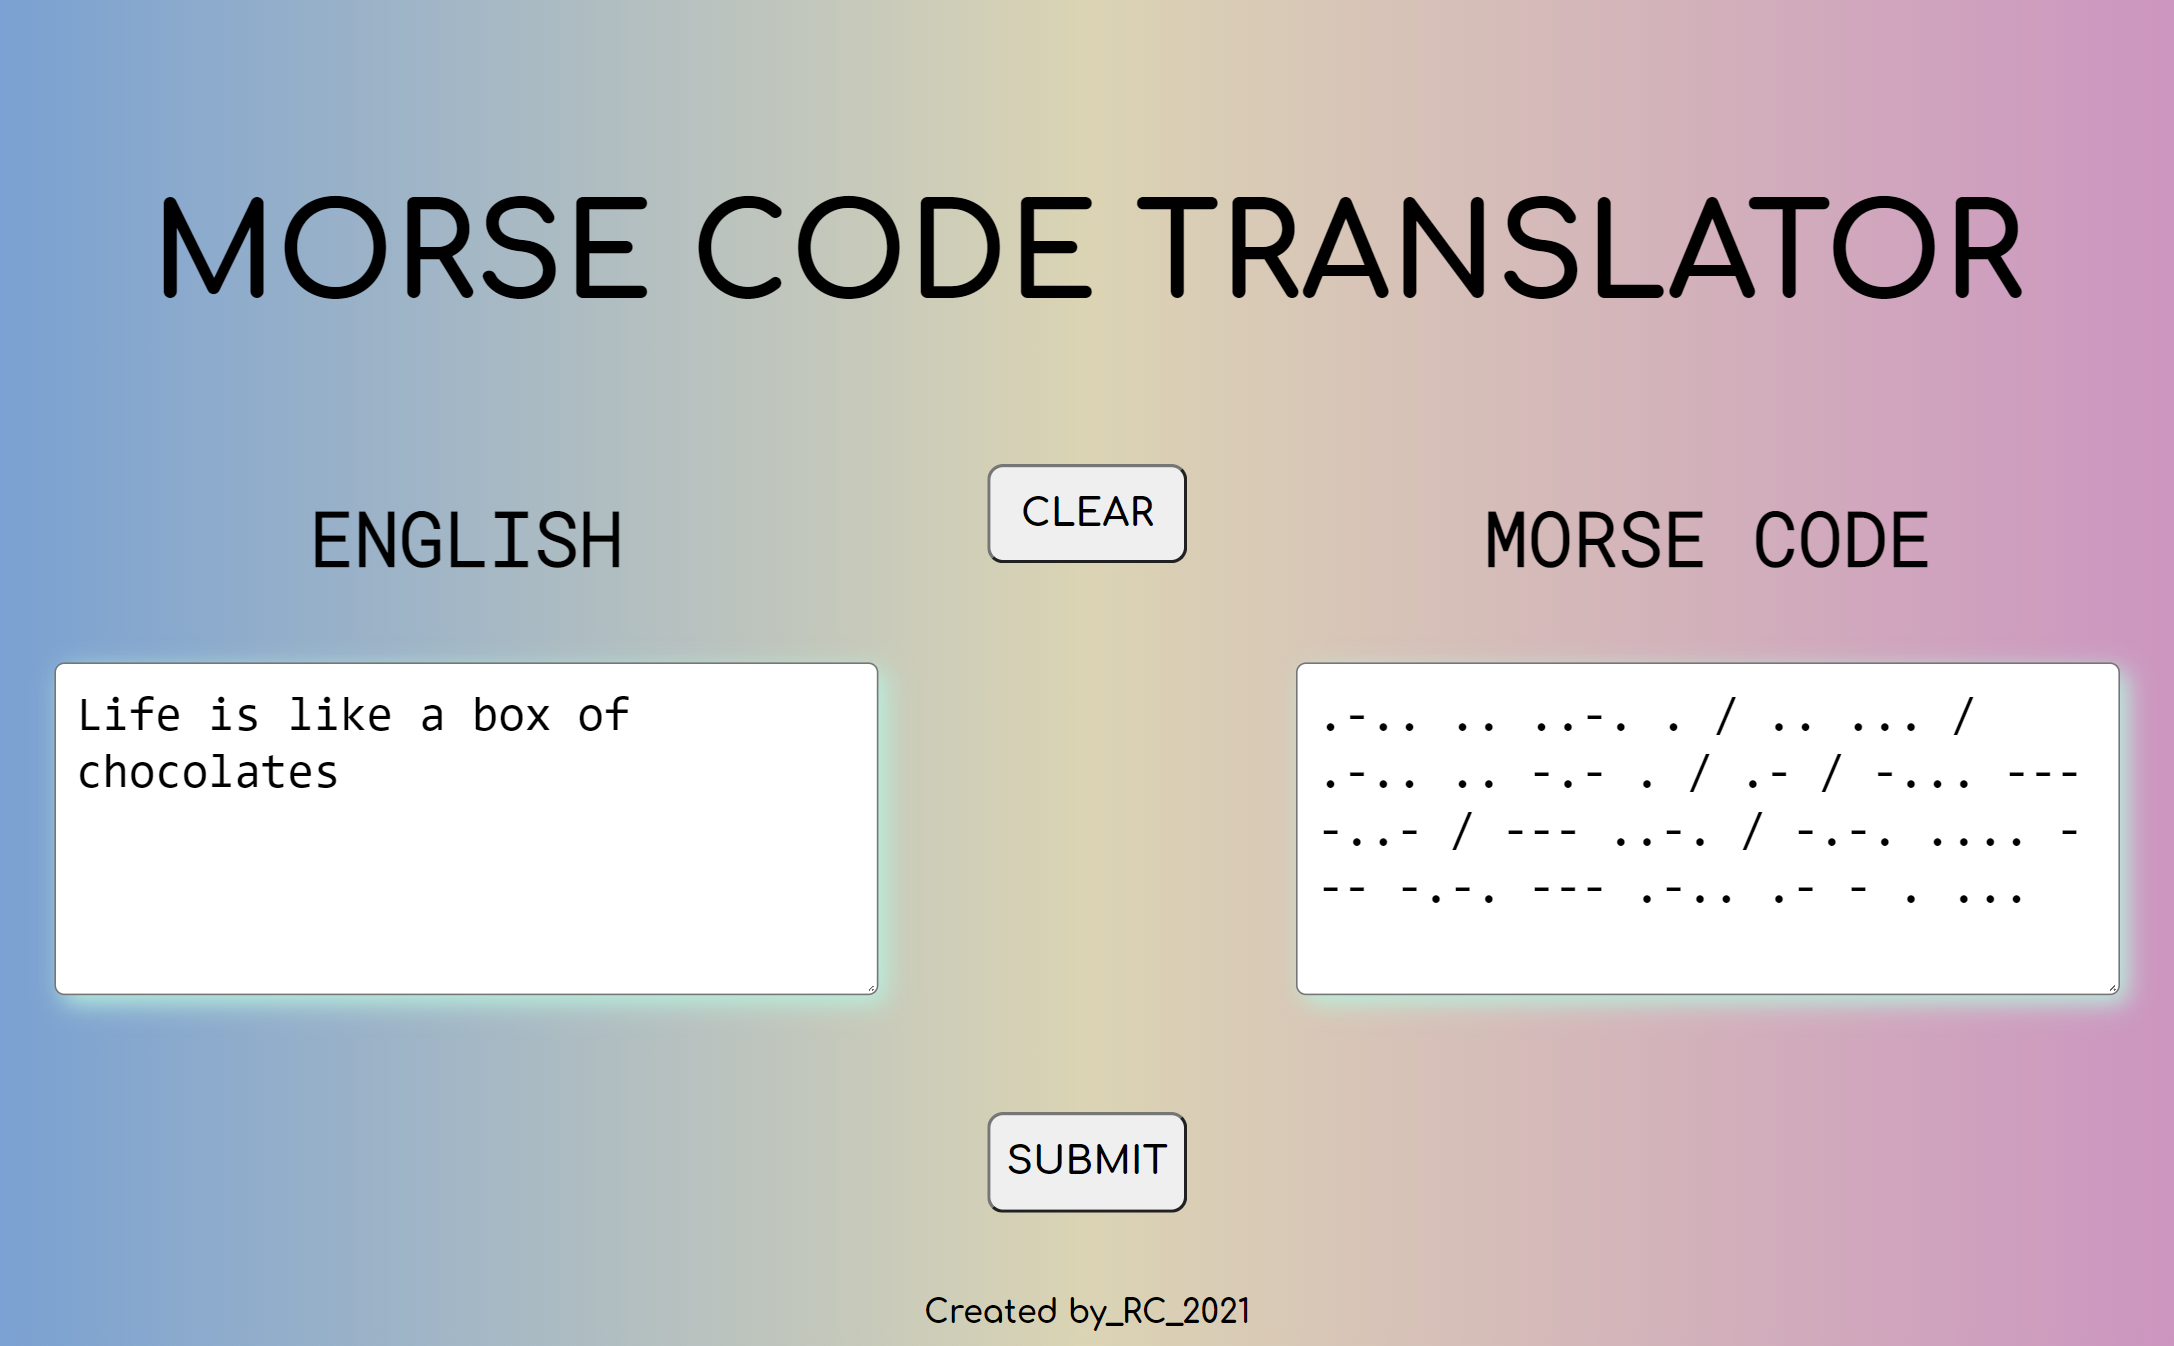 MORSE CODE TRANSLATOR
CLEAR
ENGLISH
MORSE CODE
Life is like a box of
chocolates
.-.. .. ..-. . / .. ... /
.-.. .. -.- . / .- / -... ---
-..- / --- ..-. / -.-. .... -
-- -.-. --- .-.. .- - . ...
SUBMIT
Created by_RC_2021